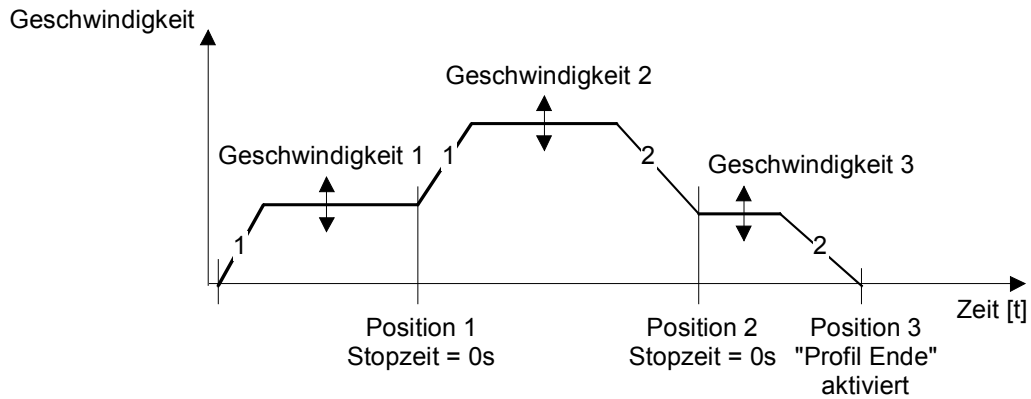 Geschwindigkeit
Geschwindigkeit 2
Geschwindigkeit 1
1
2
Geschwindigkeit 3
1
2
Zeit [t]
Position 1
Stopzeit = 0s
Position 2
Stopzeit = 0s
Position 3
"Profil Ende"
aktiviert